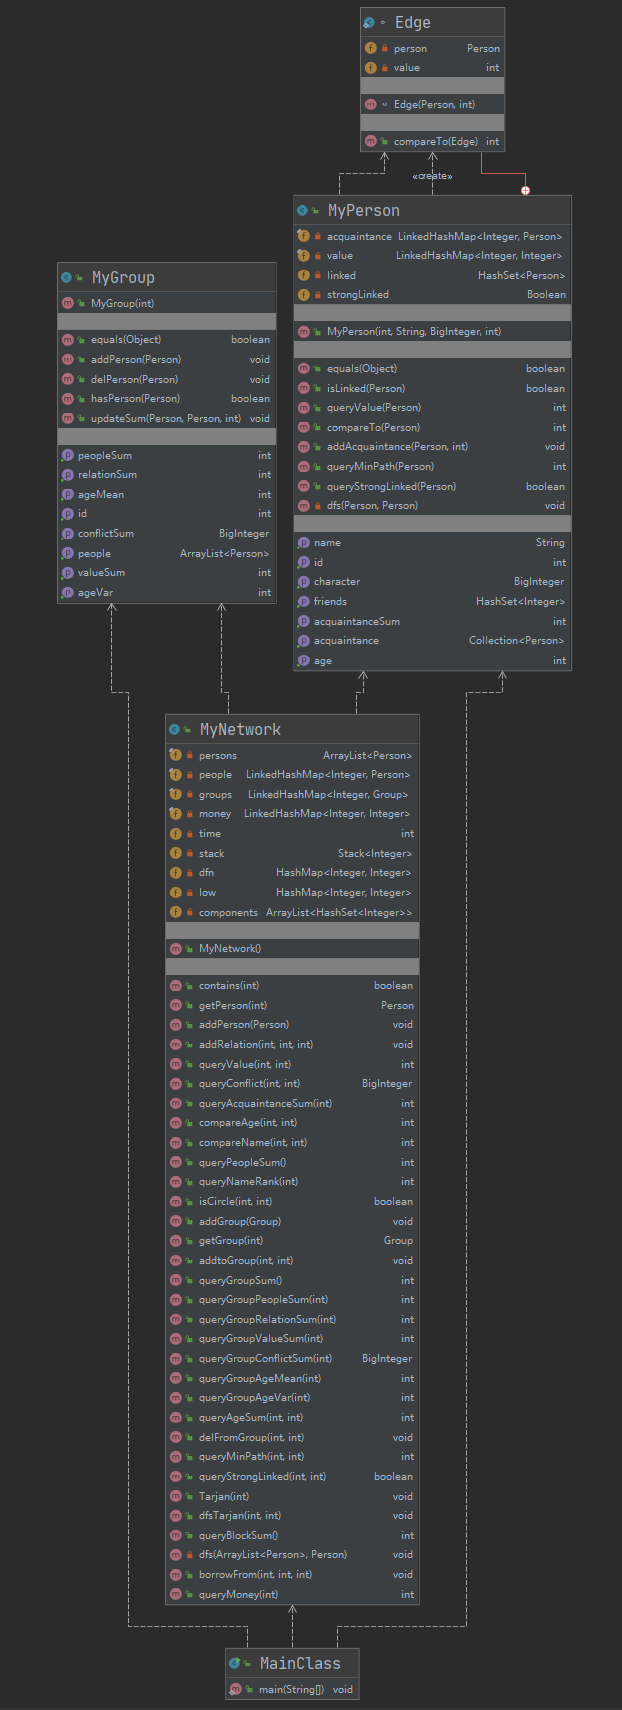 Edge
person Person
value int
Edge(Person, int)
compareTo(Edge) int
«create»
MyPerson
acquaintance LinkedHashMap<Integer, Person>
value LinkedHashMap<Integer, Integer>
linked HashSet<Person>
strongLinked Boolean
MyPerson(int, String, BigInteger, int)
equals(Object) boolean
isLinked(Person) boolean
queryValue(Person) int
compareTo(Person) int
addAcquaintance(Person, int) void
queryMinPath(Person) int
queryStrongLinked(Person) boolean
dfs(Person, Person) void
name String
id int
character BigInteger
friends HashSet<Integer>
acquaintanceSum int
acquaintance Collection<Person>
age int
MyGroup
MyGroup(int)
equals(Object) boolean
addPerson(Person) void
delPerson(Person) void
hasPerson(Person) boolean
updateSum(Person, Person, int) void
peopleSum int
relationSum int
ageMean int
id int
conflictSum BigInteger
people ArrayList<Person>
valueSum int
ageVar int
MyNetwork
persons ArrayList<Person>
people LinkedHashMap<Integer, Person>
groups LinkedHashMap<Integer, Group>
money LinkedHashMap<Integer, Integer>
time int
stack Stack<Integer>
dfn HashMap<Integer, Integer>
low HashMap<Integer, Integer>
components ArrayList<HashSet<Integer>>
MyNetwork()
contains(int) boolean
getPerson(int) Person
addPerson(Person) void
addRelation(int, int, int) void
queryValue(int, int) int
queryConflict(int, int) BigInteger
queryAcquaintanceSum(int) int
compareAge(int, int) int
compareName(int, int) int
queryPeopleSum() int
queryNameRank(int) int
isCircle(int, int) boolean
addGroup(Group) void
getGroup(int) Group
addtoGroup(int, int) void
queryGroupSum() int
queryGroupPeopleSum(int) int
queryGroupRelationSum(int) int
queryGroupValueSum(int) int
queryGroupConflictSum(int) BigInteger
queryGroupAgeMean(int) int
queryGroupAgeVar(int) int
queryAgeSum(int, int) int
delFromGroup(int, int) void
queryMinPath(int, int) int
queryStrongLinked(int, int) boolean
Tarjan(int) void
dfsTarjan(int, int) void
queryBlockSum() int
dfs(ArrayList<Person>, Person) void
borrowFrom(int, int, int) void
queryMoney(int) int
MainClass
main(String[]) void